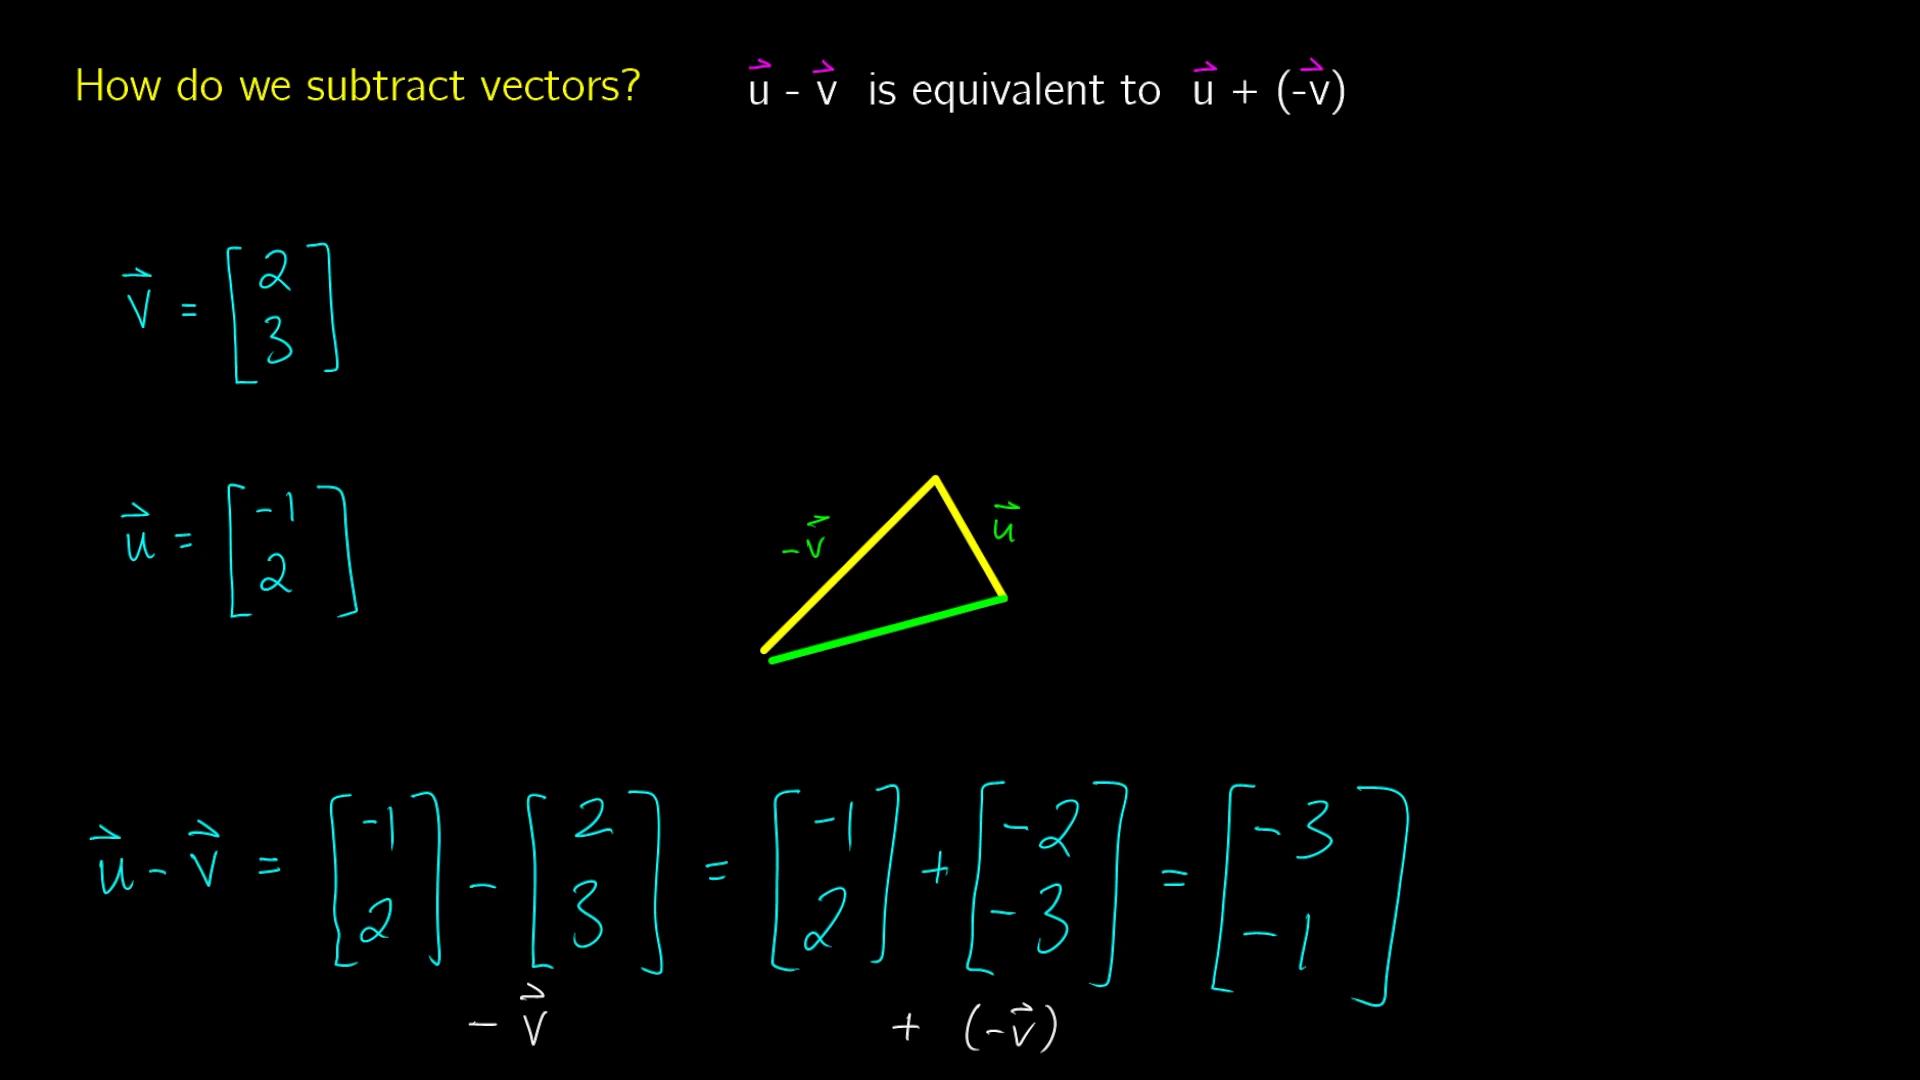 How do we subtract vectors? u⃗ - v⃗ is equivalent to u⃗ + (-v⃗)
v⃗ = [2 3]
u⃗ = [-1 2]
-v⃗
u⃗
u⃗ - v⃗ = [-1 2] - [2 3] = [-1 2] + [-2 -3] = [-3 -1]
- v⃗ + (-v⃗)